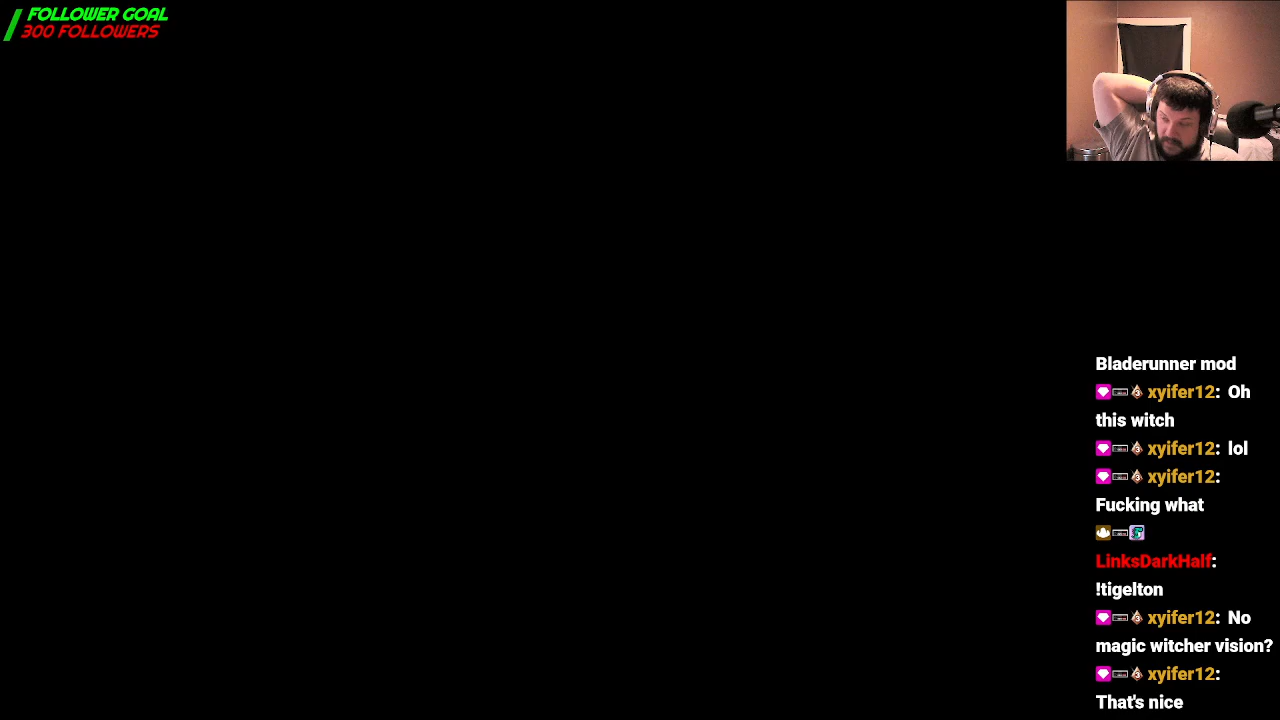 FOLLOWER GOAL
300 FOLLOWERS
Bladerunner mod
xyifer12: Oh
this witch
xyifer12: lol
xyifer12:
Fucking what
LinksDarkHalf:
!tigelton
xyifer12: No
magic witcher vision?
xyifer12:
That's nice